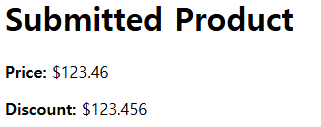 Submitted Product
Price: $123.46
Discount: $123.456